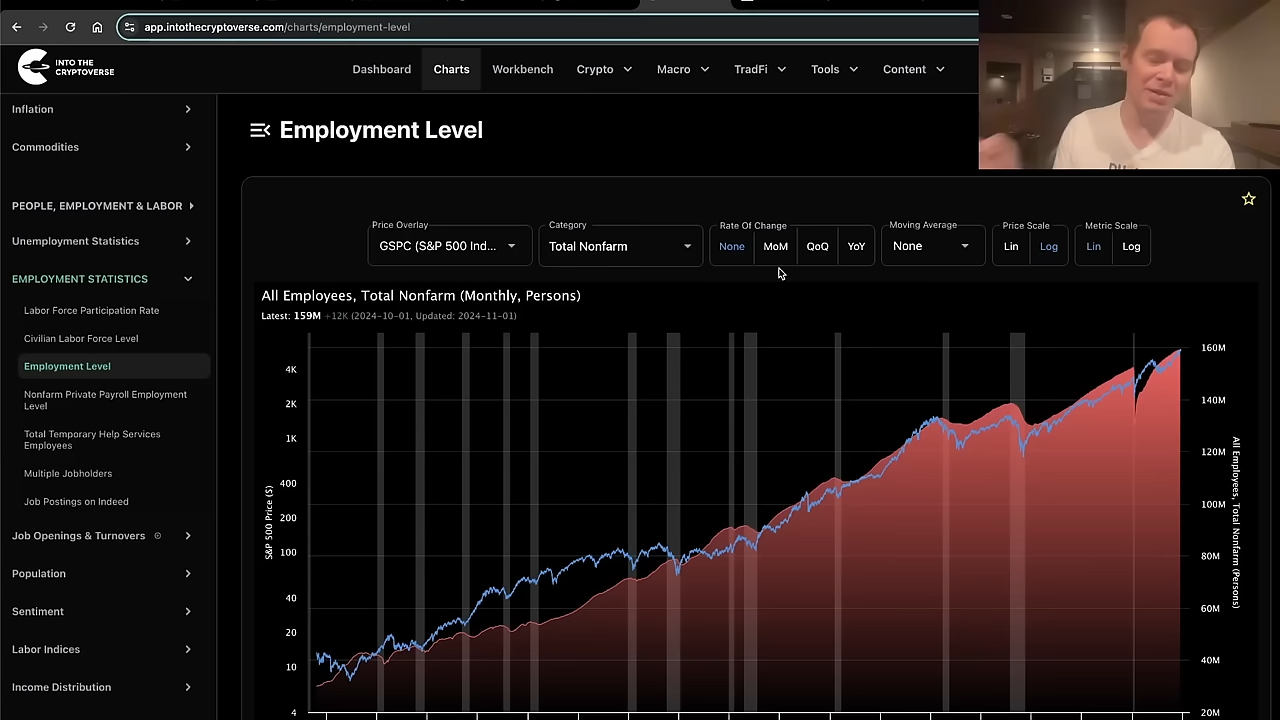 app.intothecryptoverse.com/charts/employment-level
INTO THE
CRYPTOVERSE
Dashboard
Charts
Workbench
Crypto
Macro
TradFi
Tools
Content
Inflation
Commodities
PEOPLE, EMPLOYMENT & LABOR
Unemployment Statistics
EMPLOYMENT STATISTICS
Labor Force Participation Rate
Civilian Labor Force Level
Employment Level
Nonfarm Private Payroll Employment
Level
Total Temporary Help Services
Employees
Multiple Jobholders
Job Postings on Indeed
Job Openings & Turnovers
Population
Sentiment
Labor Indices
Income Distribution
Employment Level
Price Overlay
GSPC (S&P 500 Ind...
Category
Total Nonfarm
Rate Of Change
None
MoM
QoQ
YoY
Moving Average
None
Price Scale
Lin
Log
Metric Scale
Lin
Log
All Employees, Total Nonfarm (Monthly, Persons)
Latest: 159M +12K (2024-10-01, Updated: 2024-11-01)
S&P 500 Price ($)
4K
2K
1K
400
200
100
40
20
10
4
160M
140M
120M
100M
80M
60M
40M
20M
All Employees, Total Nonfarm (Persons)